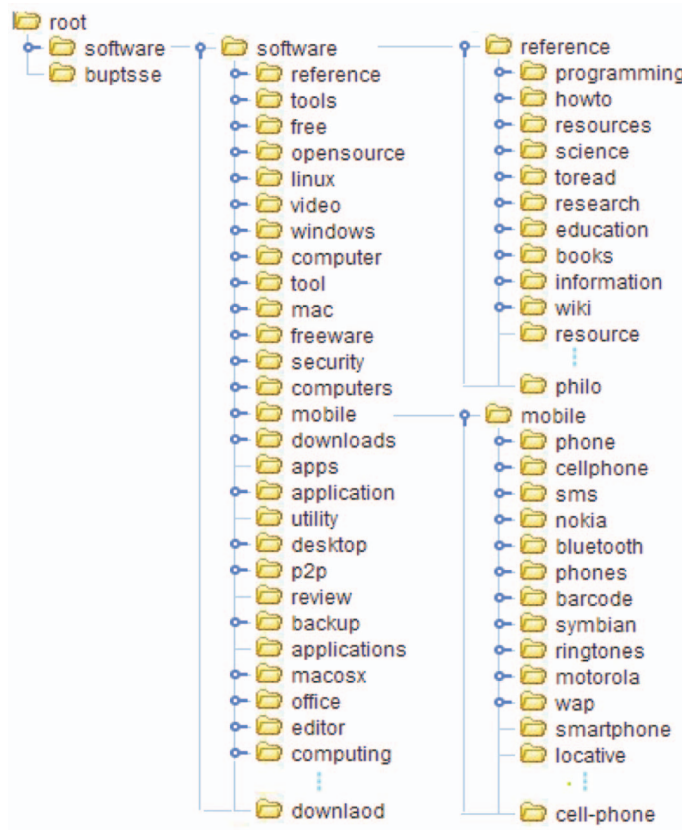 root
software
buptsse
software
reference
tools
free
opensource
linux
video
windows
computer
tool
mac
freeware
security
computers
mobile
downloads
apps
application
utility
desktop
p2p
review
backup
applications
macosx
office
editor
computing
downlaod
reference
programming
howto
resources
science
toread
research
education
books
information
wiki
resource
philo
mobile
phone
cellphone
sms
nokia
bluetooth
phones
barcode
symbian
ringtones
motorola
wap
smartphone
locative
cell-phone